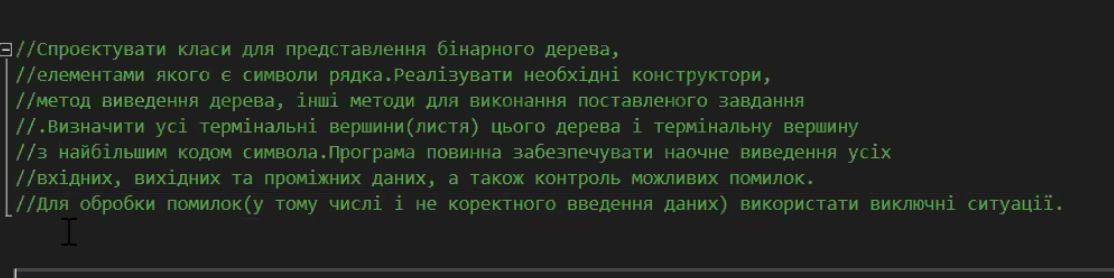 //Спроєктувати класи для представлення бінарного дерева,
//елементами якого є символи рядка.Реалізувати необхідні конструктори,
//метод виведення дерева, інші методи для виконання поставленого завдання
//.Визначити усі термінальні вершини(листя) цього дерева і термінальну вершину
//з найбільшим кодом символа.Програма повинна забезпечувати наочне виведення усіх
//вхідних, вихідних та проміжних даних, а також контроль можливих помилок.
//Для обробки помилок(у тому числі і не коректного введення даних) використати виключні ситуації.